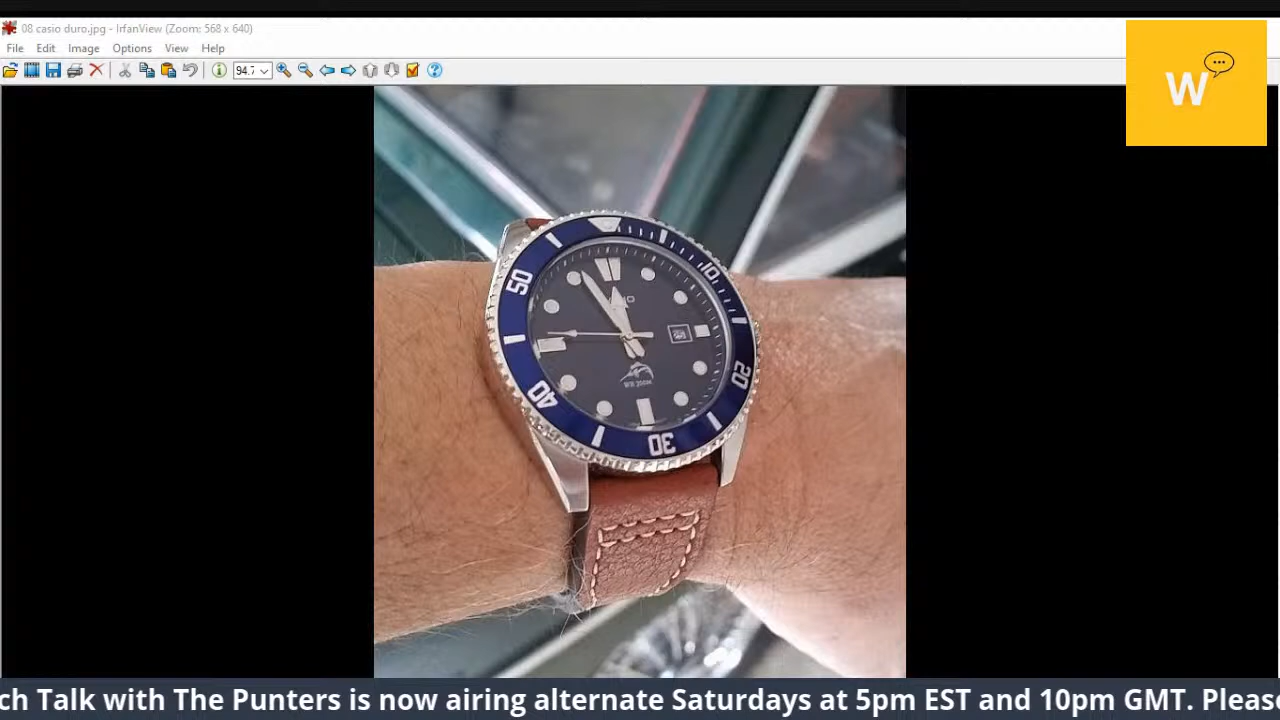 08 casio duro.jpg - IrfanView (Zoom: 568 x 640)
File Edit Image Options View Help
94.7
W
10
20
30
40
50
WR 200M
ch Talk with The Punters is now airing alternate Saturdays at 5pm EST and 10pm GMT. Please